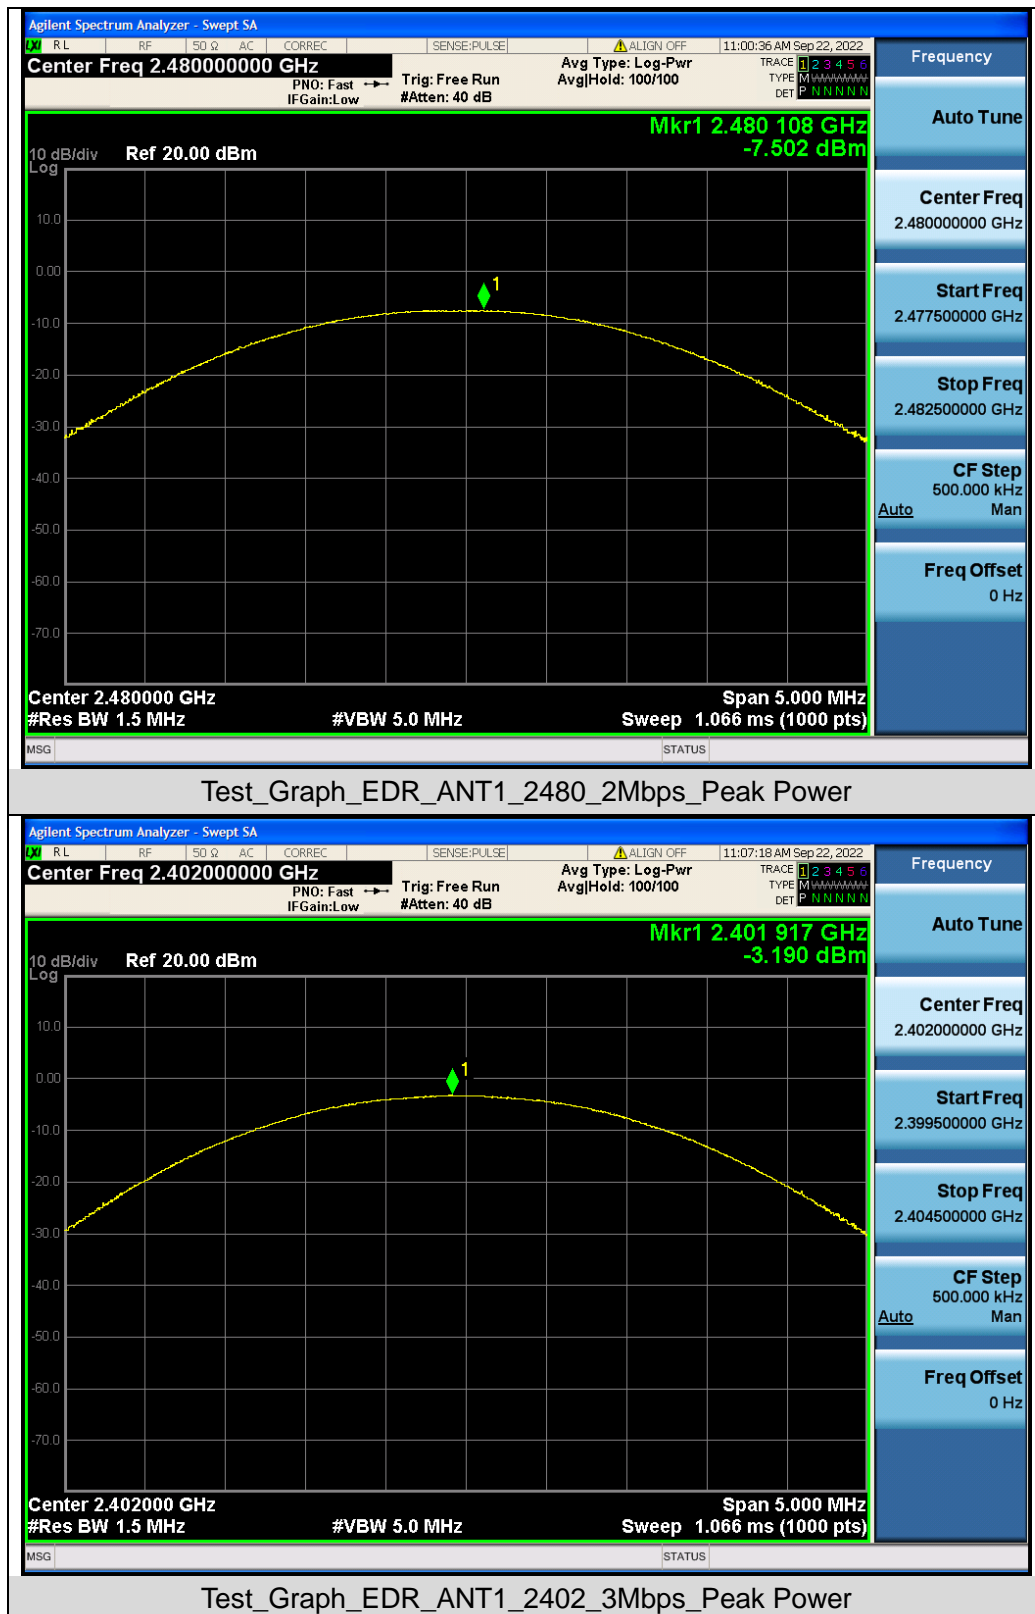 Agilent Spectrum Analyzer - Swept SA
LXI RL RF 50 Ω AC CORREC SENSE:PULSE ALIGN OFF 11:00:36 AM Sep 22, 2022
Center Freq 2.480000000 GHz
PNO: Fast
IFGain:Low
Trig: Free Run
#Atten: 40 dB
Avg Type: Log-Pwr
Avg|Hold: 100/100
TRACE 1 2 3 4 5 6
TYPE M
DET P N N N N N
Mkr1 2.480 108 GHz
-7.502 dBm
10 dB/div Ref 20.00 dBm
Log
10.0
0.00
-10.0
-20.0
-30.0
-40.0
-50.0
-60.0
-70.0
1
Center 2.480000 GHz Span 5.000 MHz
#Res BW 1.5 MHz #VBW 5.0 MHz Sweep 1.066 ms (1000 pts)
MSG STATUS
Frequency
Auto Tune
Center Freq
2.480000000 GHz
Start Freq
2.477500000 GHz
Stop Freq
2.482500000 GHz
CF Step
500.000 kHz
Auto Man
Freq Offset
0 Hz
Test_Graph_EDR_ANT1_2480_2Mbps_Peak Power
Agilent Spectrum Analyzer - Swept SA
LXI RL RF 50 Ω AC CORREC SENSE:PULSE ALIGN OFF 11:07:18 AM Sep 22, 2022
Center Freq 2.402000000 GHz
PNO: Fast
IFGain:Low
Trig: Free Run
#Atten: 40 dB
Avg Type: Log-Pwr
Avg|Hold: 100/100
TRACE 1 2 3 4 5 6
TYPE M
DET P N N N N N
Mkr1 2.401 917 GHz
-3.190 dBm
10 dB/div Ref 20.00 dBm
Log
10.0
0.00
-10.0
-20.0
-30.0
-40.0
-50.0
-60.0
-70.0
1
Center 2.402000 GHz Span 5.000 MHz
#Res BW 1.5 MHz #VBW 5.0 MHz Sweep 1.066 ms (1000 pts)
MSG STATUS
Frequency
Auto Tune
Center Freq
2.402000000 GHz
Start Freq
2.399500000 GHz
Stop Freq
2.404500000 GHz
CF Step
500.000 kHz
Auto Man
Freq Offset
0 Hz
Test_Graph_EDR_ANT1_2402_3Mbps_Peak Power